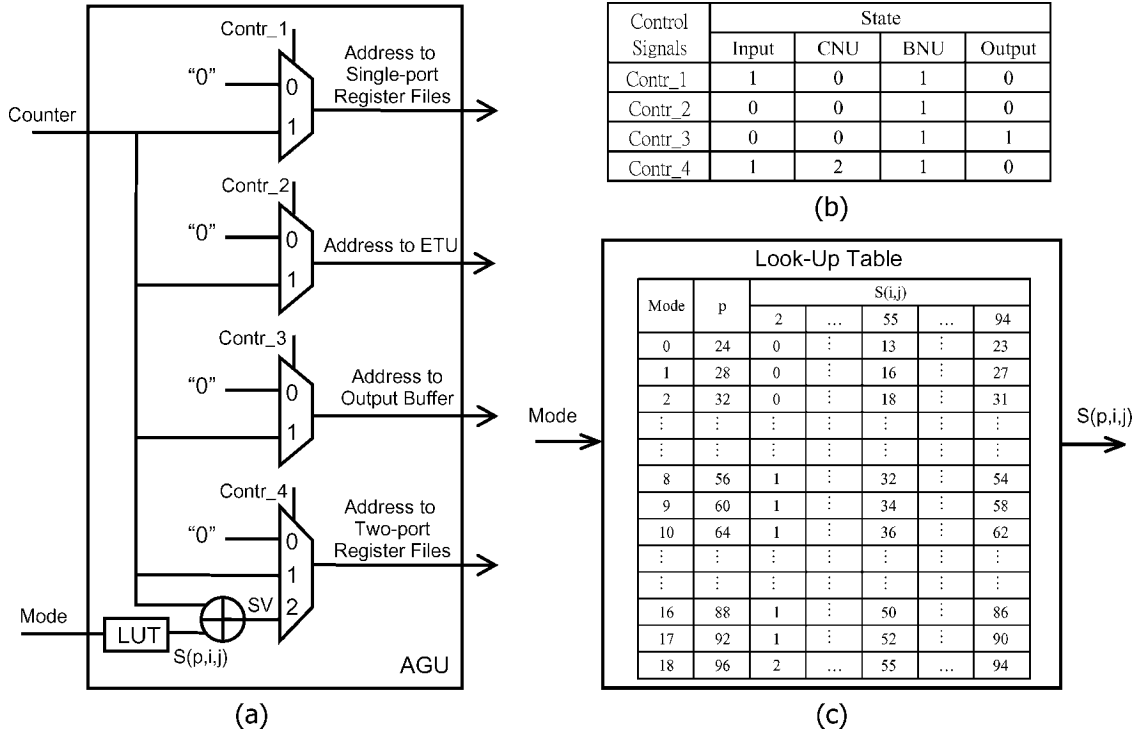 Contr_1
Address to
Single-port
Register Files
"0"
0
1
Counter
Contr_2
"0"
0
1
Address to ETU
Contr_3
"0"
0
1
Address to
Output Buffer
Contr_4
"0"
0
1
2
Address to
Two-port
Register Files
Mode
LUT
S(p,i,j)
SV
AGU
(a)
Control Signals State
Input CNU BNU Output
Contr_1 1 0 1 0
Contr_2 0 0 1 0
Contr_3 0 0 1 1
Contr_4 1 2 1 0
(b)
Look-Up Table
Mode p S(i,j)
2 ... 55 ... 94
0 24 0 ⋮ 13 ⋮ 23
1 28 0 ⋮ 16 ⋮ 27
2 32 0 ⋮ 18 ⋮ 31
⋮ ⋮ ⋮ ⋮ ⋮ ⋮ ⋮
⋮ ⋮ ⋮ ⋮ ⋮ ⋮ ⋮
8 56 1 ⋮ 32 ⋮ 54
9 60 1 ⋮ 34 ⋮ 58
10 64 1 ⋮ 36 ⋮ 62
⋮ ⋮ ⋮ ⋮ ⋮ ⋮ ⋮
⋮ ⋮ ⋮ ⋮ ⋮ ⋮ ⋮
16 88 1 ⋮ 50 ⋮ 86
17 92 1 ⋮ 52 ⋮ 90
18 96 2 ... 55 ... 94
Mode
S(p,i,j)
(c)